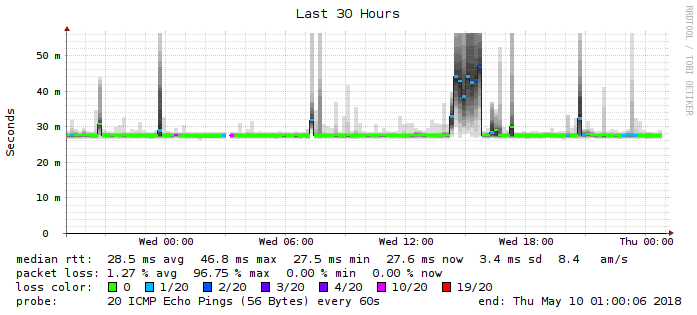 Last 30 Hours
RRDTOOL / TOBI OETIKER
Seconds
50 m
40 m
30 m
20 m
10 m
0
Wed 00:00 Wed 06:00 Wed 12:00 Wed 18:00 Thu 00:00
median rtt: 28.5 ms avg 46.8 ms max 27.5 ms min 27.6 ms now 3.4 ms sd 8.4 am/s
packet loss: 1.27 % avg 96.75 % max 0.00 % min 0.00 % now
loss color: 0 1/20 2/20 3/20 4/20 10/20 19/20
probe: 20 ICMP Echo Pings (56 Bytes) every 60s end: Thu May 10 01:00:06 2018